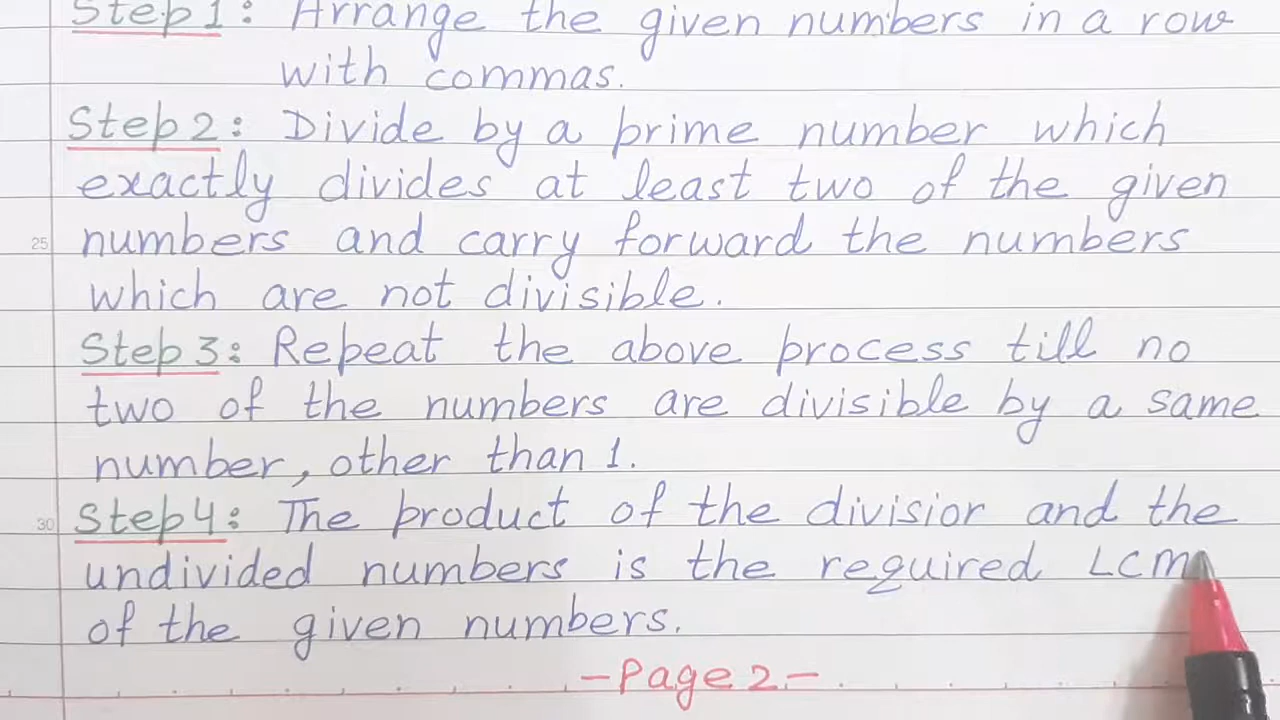 Step 1: Arrange the given numbers in a row
with commas.
Step 2: Divide by a prime number which
exactly divides at least two of the given
25 numbers and carry forward the numbers
which are not divisible.
Step 3: Repeat the above process till no
two of the numbers are divisible by a same
number, other than 1.
30 Step 4: The product of the divisior and the
undivided numbers is the required LCM
of the given numbers.
-Page 2-